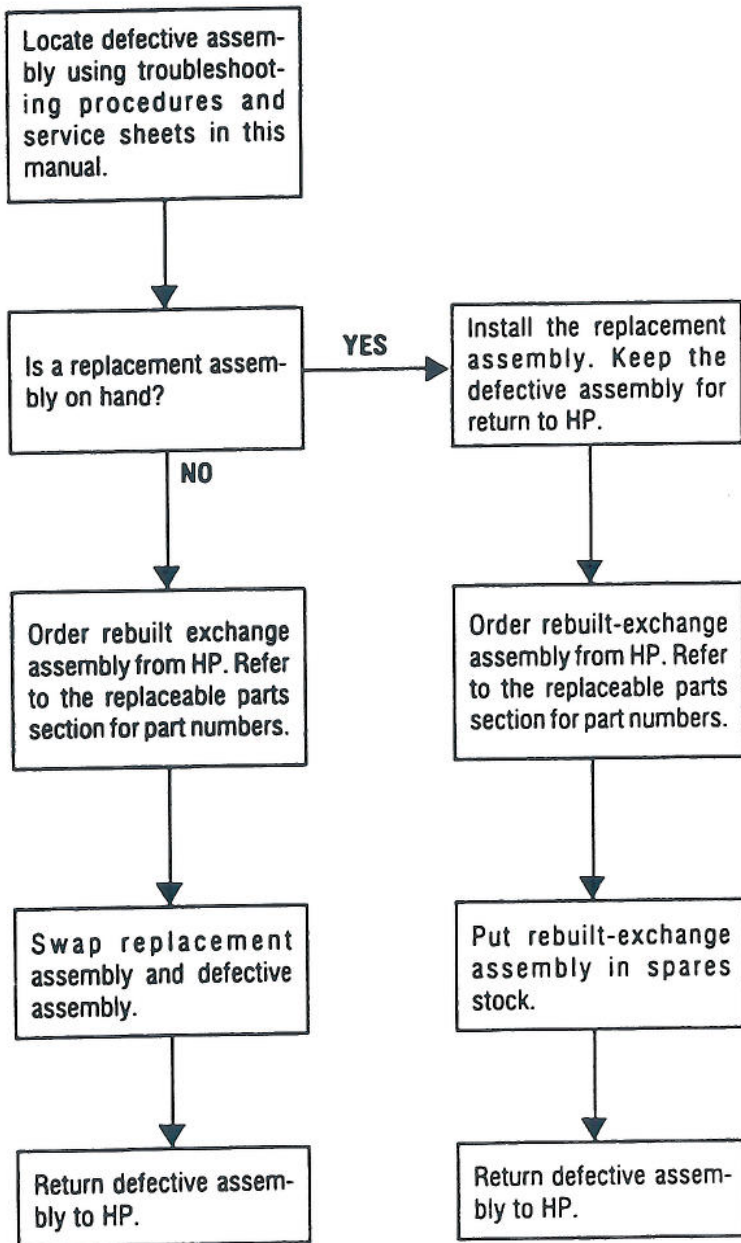 Locate defective assem-
bly using troubleshoot-
ing procedures and
service sheets in this
manual.
Is a replacement assem-
bly on hand?
YES
Install the replacement
assembly. Keep the
defective assembly for
return to HP.
NO
Order rebuilt exchange
assembly from HP. Refer
to the replaceable parts
section for part numbers.
Order rebuilt-exchange
assembly from HP. Refer
to the replaceable parts
section for part numbers.
Swap replacement
assembly and defective
assembly.
Put rebuilt-exchange
assembly in spares
stock.
Return defective assem-
bly to HP.
Return defective assem-
bly to HP.